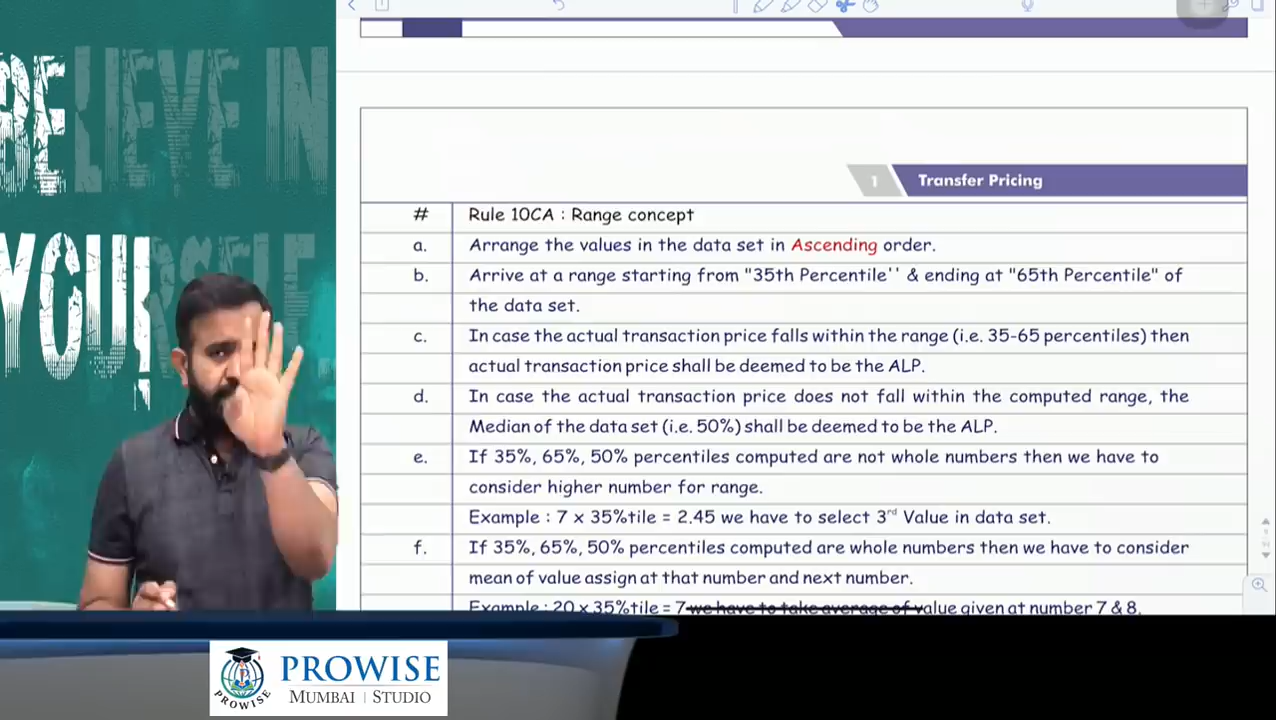 BELIEVE IN
YOURSELF.
1 Transfer Pricing
# Rule 10CA : Range concept
a. Arrange the values in the data set in Ascending order.
b. Arrive at a range starting from "35th Percentile'' & ending at "65th Percentile" of
the data set.
c. In case the actual transaction price falls within the range (i.e. 35-65 percentiles) then
actual transaction price shall be deemed to be the ALP.
d. In case the actual transaction price does not fall within the computed range, the
Median of the data set (i.e. 50%) shall be deemed to be the ALP.
e. If 35%, 65%, 50% percentiles computed are not whole numbers then we have to
consider higher number for range.
Example : 7 x 35%tile = 2.45 we have to select 3rd Value in data set.
f. If 35%, 65%, 50% percentiles computed are whole numbers then we have to consider
mean of value assign at that number and next number.
Example : 20 x 35%tile = 7 we have to take average of value given at number 7 & 8.
PROWISE
PROWISE
MUMBAI | STUDIO